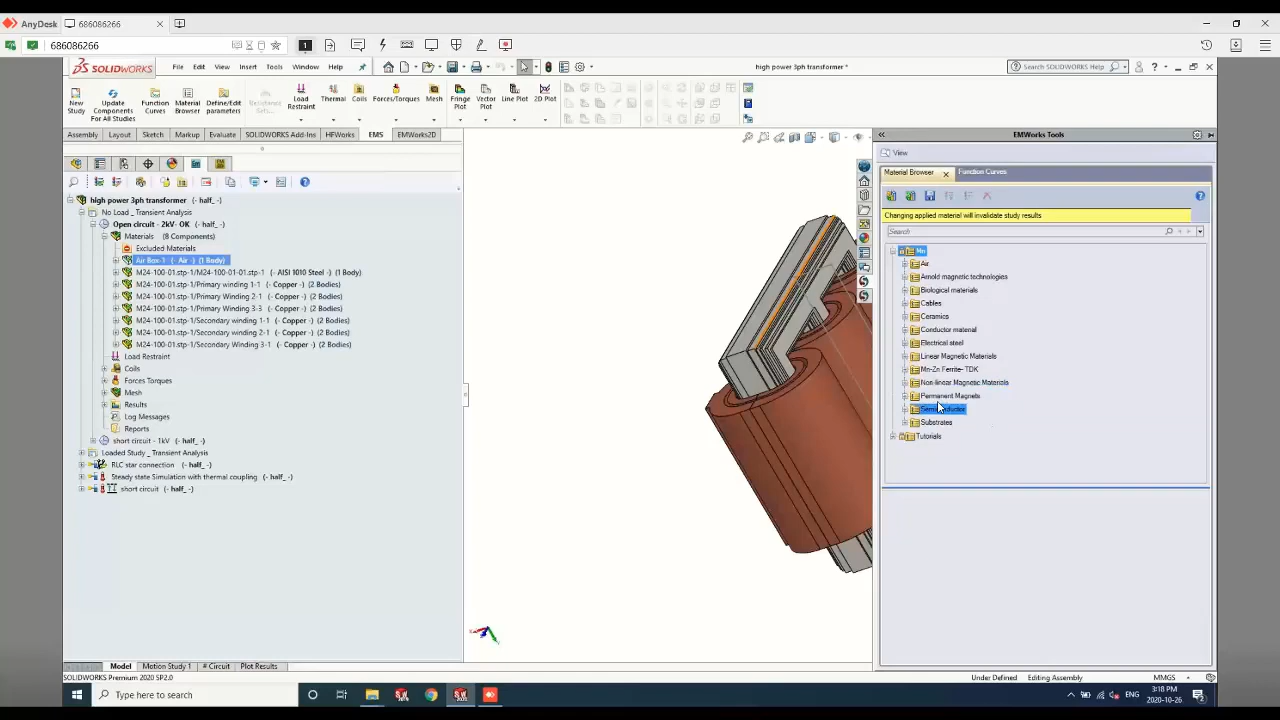 AnyDesk 686086266
686086266
SOLIDWORKS File Edit View Insert Tools Window Help high power 3ph transformer * Search SOLIDWORKS Help
New Study
Update Components For All Studies
Function Curves
Material Browser
Define/Edit parameters
Load Restraint
Thermal
Coils
Forces/Torques
Mesh
Fringe Plot
Vector Plot
Line Plot
2D Plot
Assembly Layout Sketch Markup Evaluate SOLIDWORKS Add-Ins HFWorks EMS EMWorks2D
high power 3ph transformer (- half_ -)
No Load _ Transient Analysis
Open circuit - 2kV- OK (- half_ -)
Materials (8 Components)
Excluded Materials
Air Box-1 (- Air -) (1 Body)
M24-100-01.stp-1/M24-100-01-01.stp-1 (- AISI 1010 Steel -) (1 Body)
M24-100-01.stp-1/Primary winding 1-1 (- Copper -) (2 Bodies)
M24-100-01.stp-1/Primary Winding 2-1 (- Copper -) (2 Bodies)
M24-100-01.stp-1/Primary Winding 3-3 (- Copper -) (2 Bodies)
M24-100-01.stp-1/Secondary winding 1-1 (- Copper -) (2 Bodies)
M24-100-01.stp-1/Secondary winding 2-1 (- Copper -) (2 Bodies)
M24-100-01.stp-1/Secondary Winding 3-1 (- Copper -) (2 Bodies)
Load Restraint
Coils
Forces Torques
Mesh
Results
Log Messages
Reports
short circuit - 1kV (- half_ -)
Loaded Study _ Transient Analysis
RLC star connection (- half_ -)
Steady state Simulation with thermal coupling (- half_ -)
short circuit (- half_ -)
EMWorks Tools
View
Material Browser Function Curves
Changing applied material will invalidate study results
Search
Air
Arnold magnetic technologies
Biological materials
Cables
Ceramics
Conductor material
Electrical steel
Linear Magnetic Materials
Mn-Zn Ferrite- TDK
Non-linear Magnetic Materials
Permanent Magnets
Substrates
Tutorials
Model Motion Study 1 # Circuit Plot Results
SOLIDWORKS Premium 2020 SP2.0 Under Defined Editing Assembly MMGS
Type here to search
ENG
3:18 PM
2020-10-26